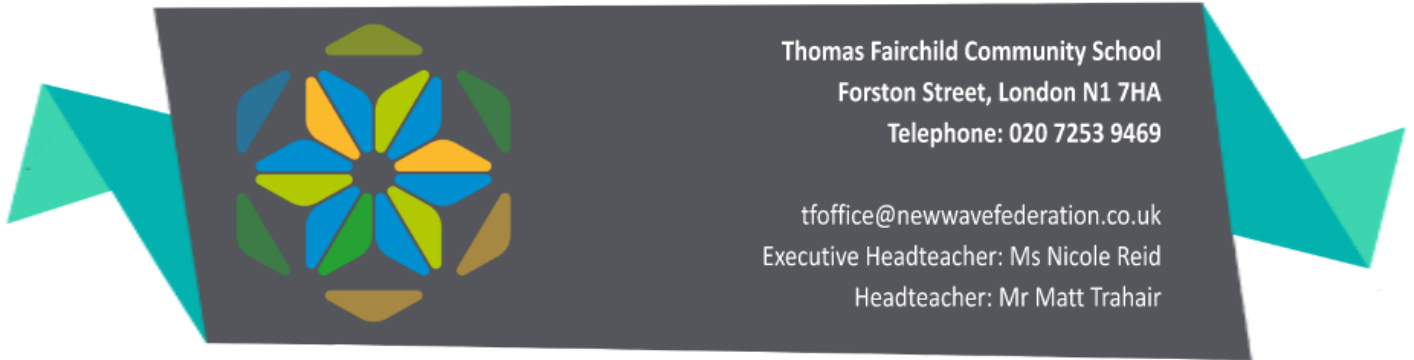 Thomas Fairchild Community School
Forston Street, London N1 7HA
Telephone: 020 7253 9469
tfoffice@newwavefederation.co.uk
Executive Headteacher: Ms Nicole Reid
Headteacher: Mr Matt Trahair